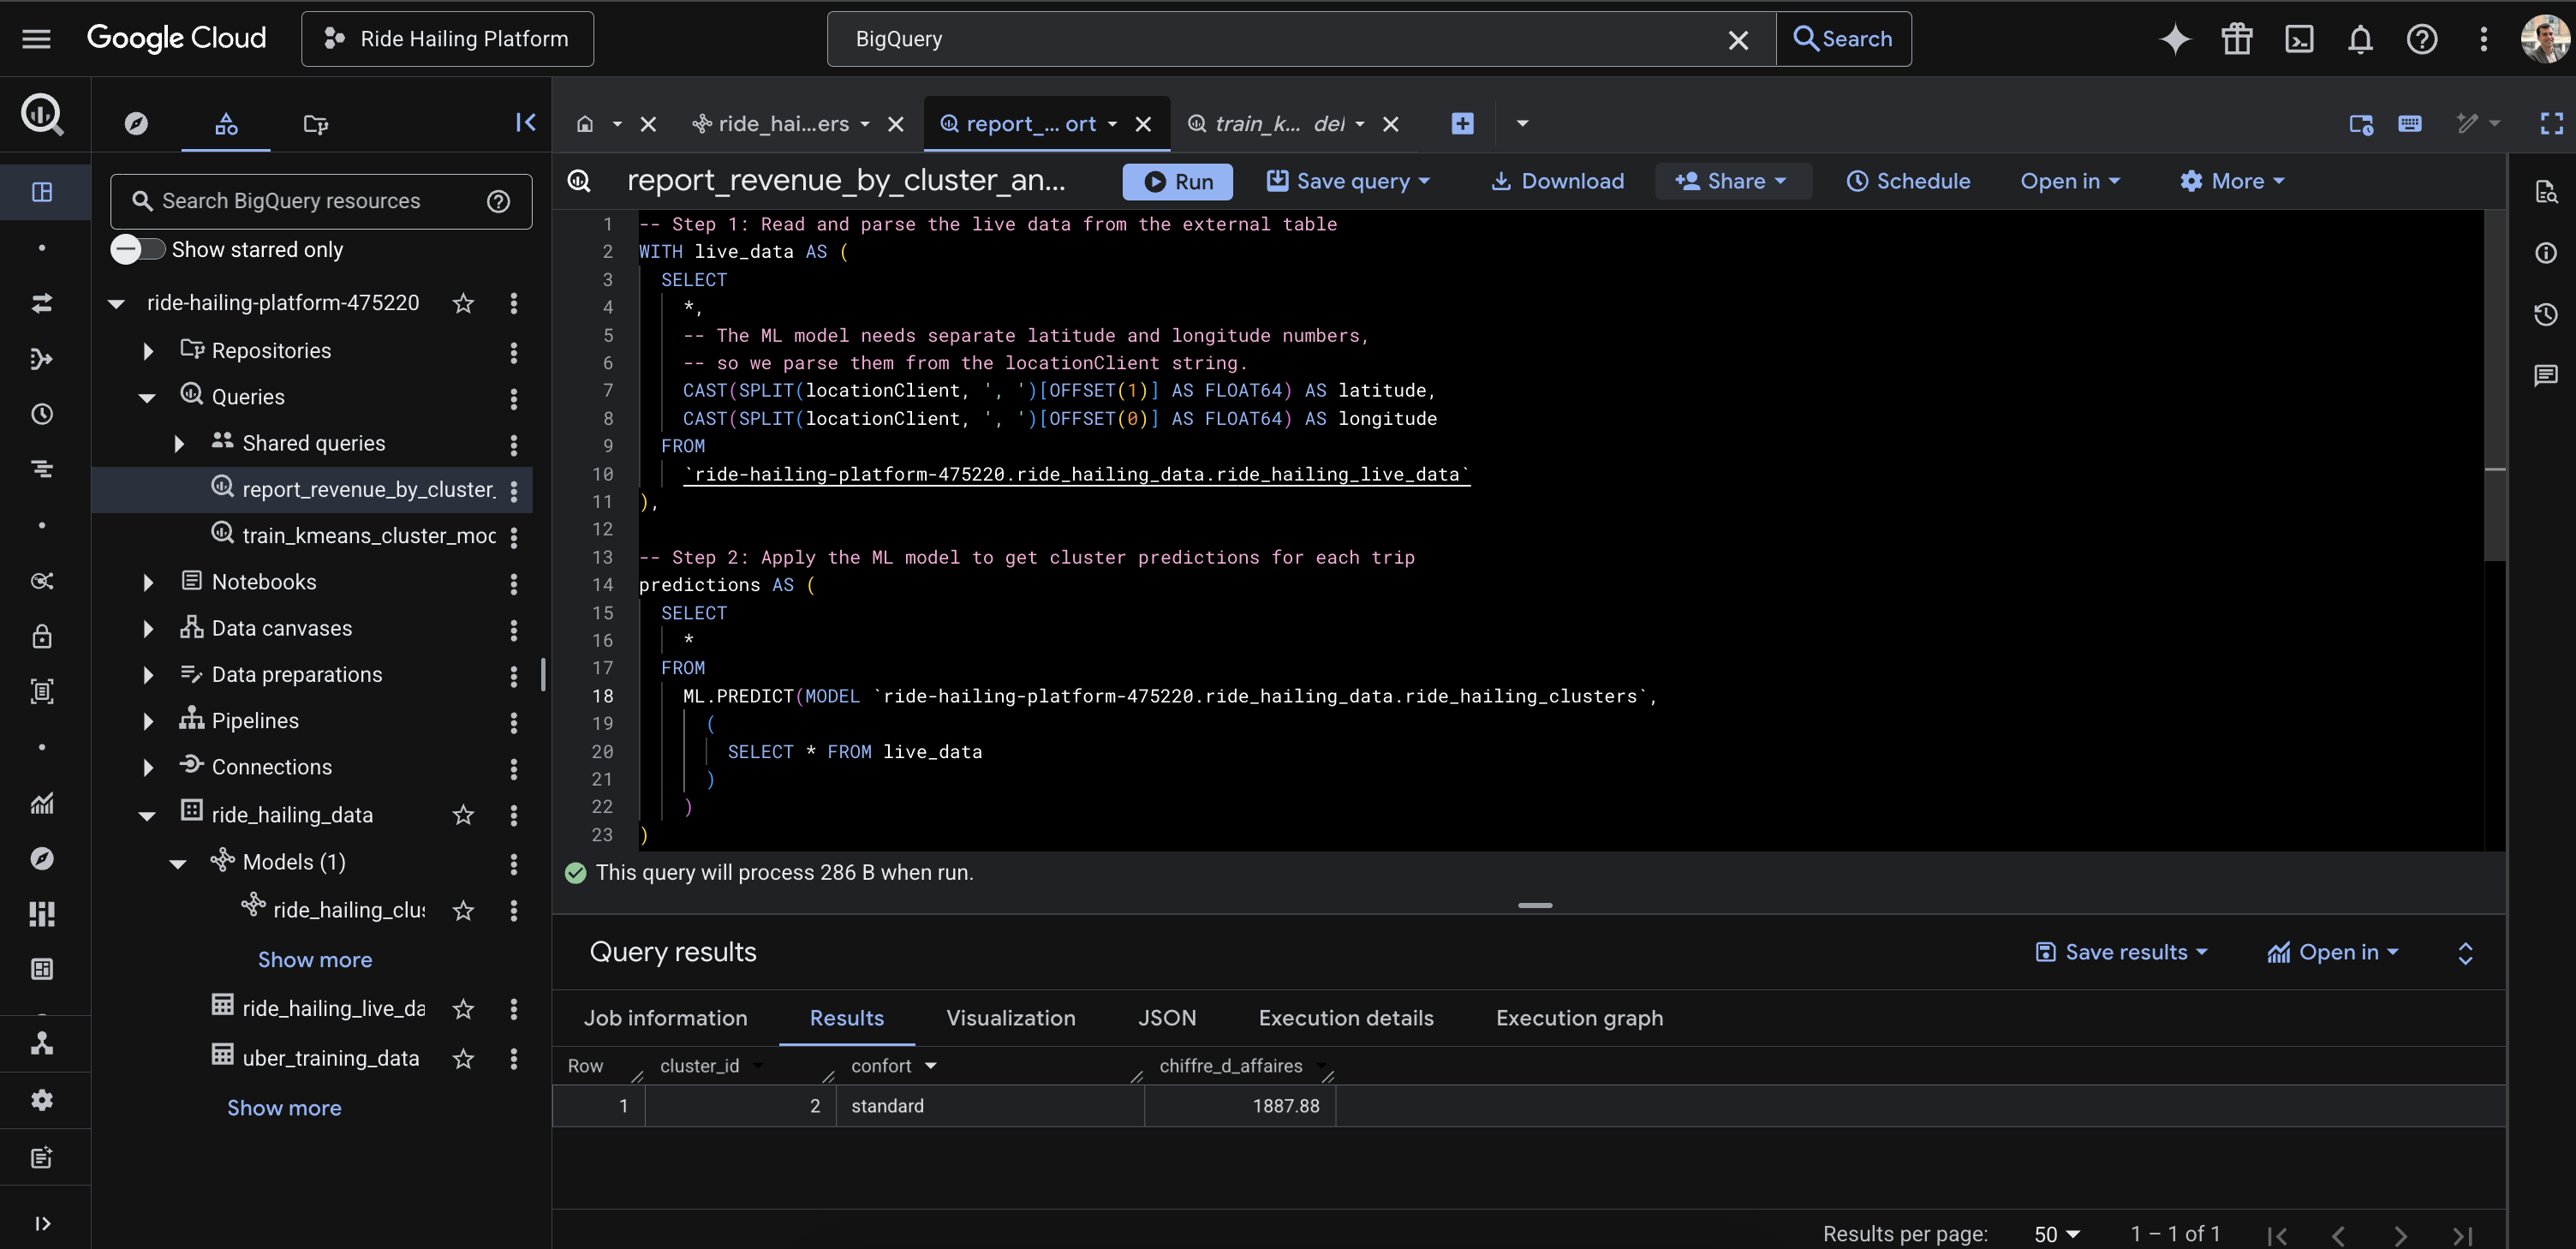 Google Cloud
Ride Hailing Platform
BigQuery
Search
Search BigQuery resources
Show starred only
ride-hailing-platform-475220
Repositories
Queries
Shared queries
report_revenue_by_cluster_
train_kmeans_cluster_moc
Notebooks
Data canvases
Data preparations
Pipelines
Connections
ride_hailing_data
Models (1)
ride_hailing_clu
Show more
ride_hailing_live_da
uber_training_data
Show more
ride_hai...ers
report_... ort
train_k... del
report_revenue_by_cluster_an...
Run
Save query
Download
Share
Schedule
Open in
More
1 -- Step 1: Read and parse the live data from the external table
2 WITH live_data AS (
3 SELECT
4 *,
5 -- The ML model needs separate latitude and longitude numbers,
6 -- so we parse them from the locationClient string.
7 CAST(SPLIT(locationClient, ', ')[OFFSET(1)] AS FLOAT64) AS latitude,
8 CAST(SPLIT(locationClient, ', ')[OFFSET(0)] AS FLOAT64) AS longitude
9 FROM
10 `ride-hailing-platform-475220.ride_hailing_data.ride_hailing_live_data`
11 ),
12
13 -- Step 2: Apply the ML model to get cluster predictions for each trip
14 predictions AS (
15 SELECT
16 *
17 FROM
18 ML.PREDICT(MODEL `ride-hailing-platform-475220.ride_hailing_data.ride_hailing_clusters`,
19 (
20 SELECT * FROM live_data
21 )
22 )
23 )
This query will process 286 B when run.
Query results
Save results
Open in
Job information
Results
Visualization
JSON
Execution details
Execution graph
Row cluster_id confort chiffre_d_affaires
1 2 standard 1887.88
Results per page: 50 1 – 1 of 1